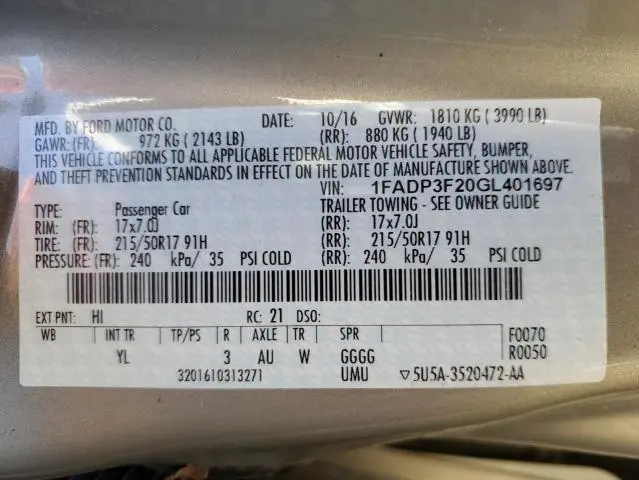 MFD. BY FORD MOTOR CO. DATE: 10/16 GVWR: 1810 KG ( 3990 LB)
GAWR:(FR): 972 KG ( 2143 LB) (RR): 880 KG ( 1940 LB)
THIS VEHICLE CONFORMS TO ALL APPLICABLE FEDERAL MOTOR VEHICLE SAFETY, BUMPER,
AND THEFT PREVENTION STANDARDS IN EFFECT ON THE DATE OF MANUFACTURE SHOWN ABOVE.
VIN: 1FADP3F20GL401697
TYPE: Passenger Car TRAILER TOWING - SEE OWNER GUIDE
RIM: (FR): 17x7.0J (RR): 17x7.0J
TIRE: (FR): 215/50R17 91H (RR): 215/50R17 91H
PRESSURE: (FR): 240 kPa/ 35 PSI COLD (RR): 240 kPa/ 35 PSI COLD
EXT PNT: HI RC: 21 DSO:
WB INT TR TP/PS R AXLE TR SPR F0070
YL 3 AU W GGGG R0050
3201610313271 UMU ▽5U5A-3520472-AA